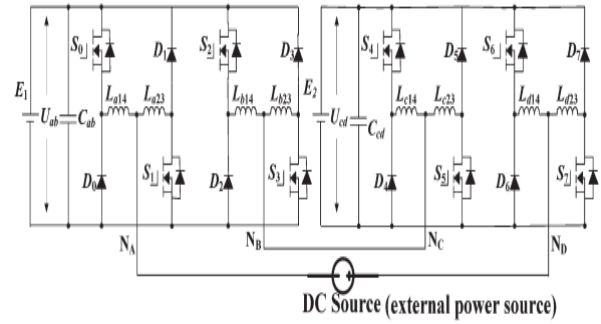 S0 D1 S2 D3 S4 D5 S6 D7
E1 La14 La23 Lb14 Lb23 E2 Lc14 Lc23 Ld14 Ld23
Uab Cab Ucd Ccd
D0 S1 D2 S3 D4 S5 D6 S7
NA NB NC ND
DC Source (external power source)